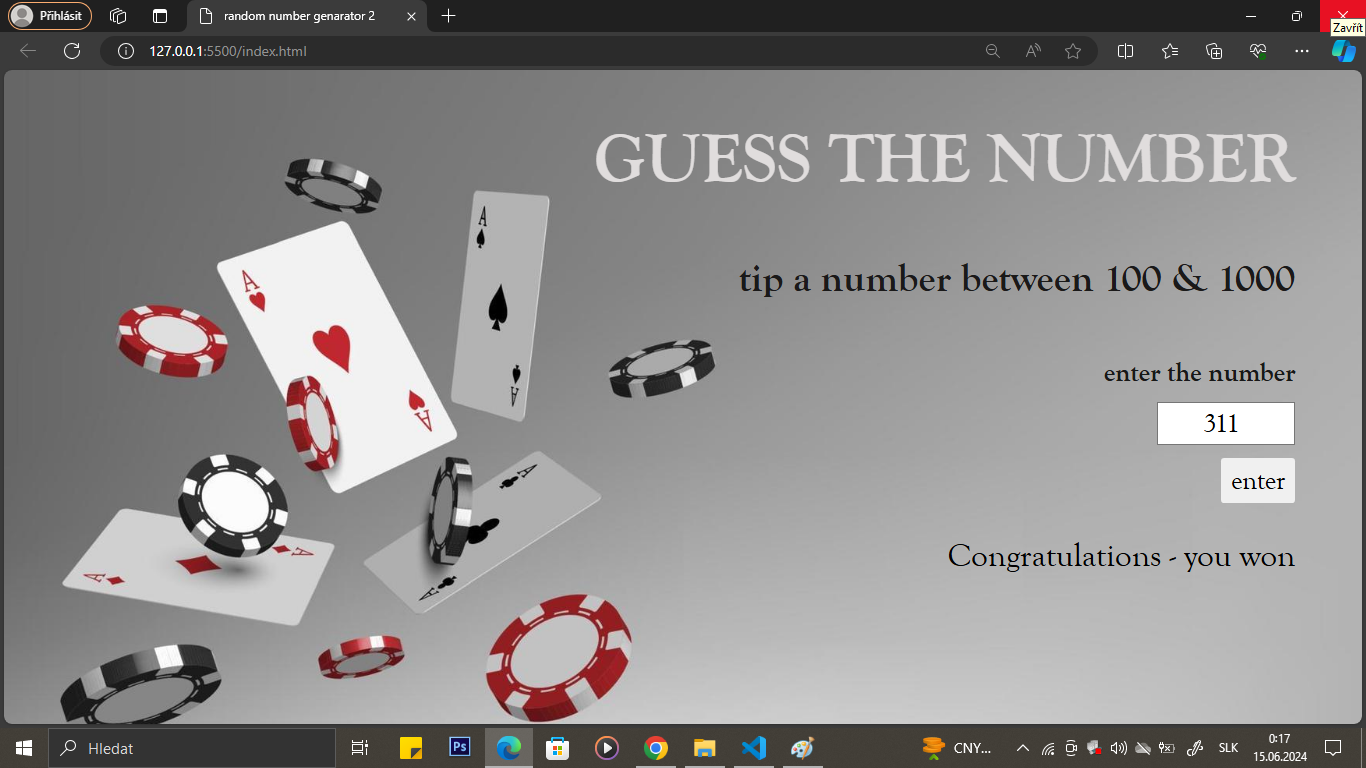 Přihlásit
random number genarator 2
Zavřít
127.0.0.1:5500/index.html
GUESS THE NUMBER
tip a number between 100 & 1000
enter the number
311
enter
Congratulations - you won
A
A
A
A
A
A
A
A
Ps
Hledat
CNY...
SLK
0:17
15.06.2024